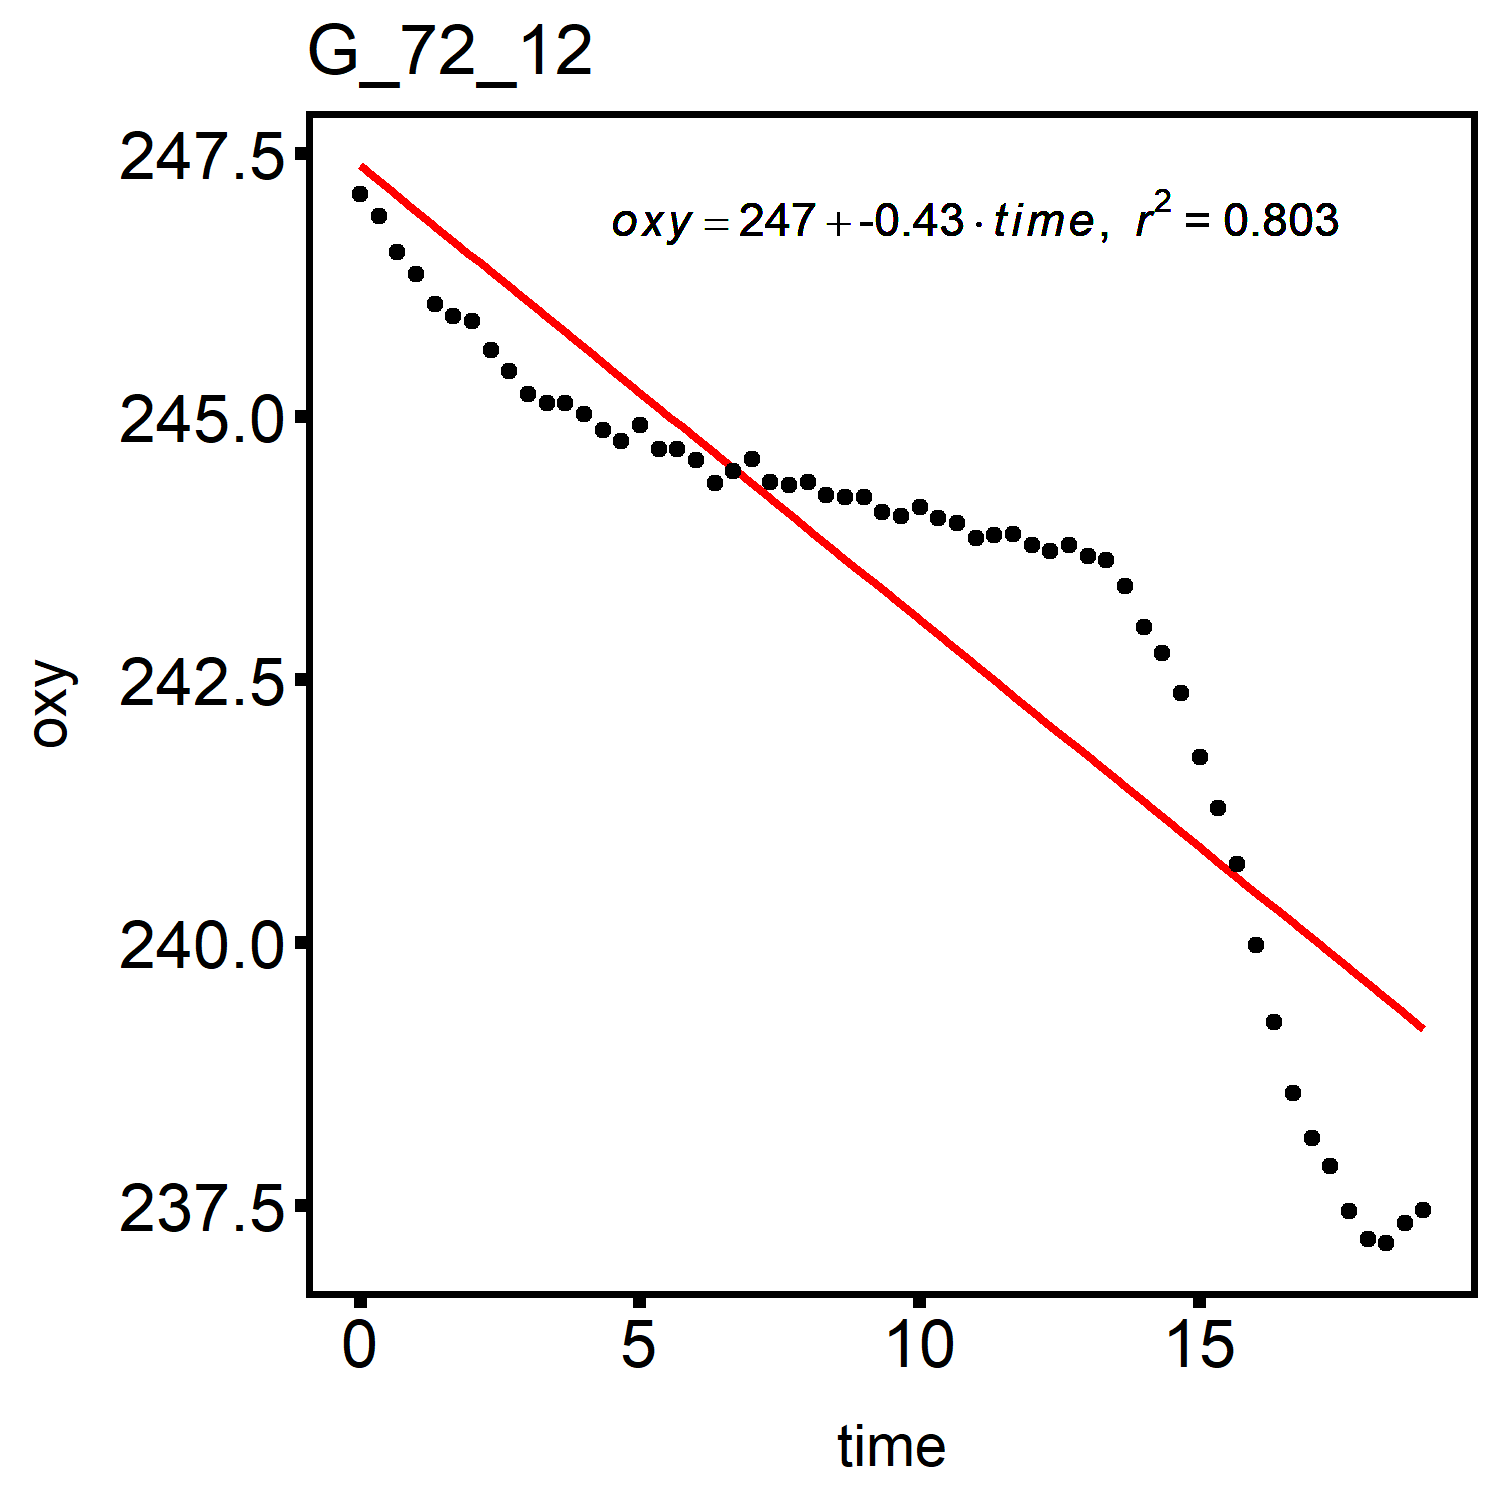 G_72_12
247.5
oxy = 247 + -0.43 · time, r² = 0.803
245.0
242.5
oxy
240.0
237.5
0 5 10 15
time